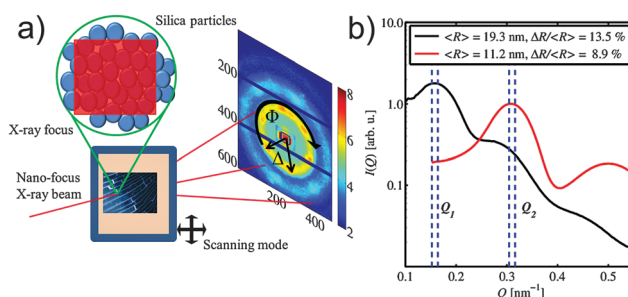 a)
Silica particles
X-ray focus
Nano-focus
X-ray beam
Scanning mode
Φ
Δ
200
400
600
200
400
8
6
4
2
b)
<R> = 19.3 nm, ΔR/<R> = 13.5 %
<R> = 11.2 nm, ΔR/<R> = 8.9 %
I(Q) [arb. u.]
10.0
1.0
0.1
Q1
Q2
0.1 0.2 0.3 0.4 0.5
Q [nm⁻¹]